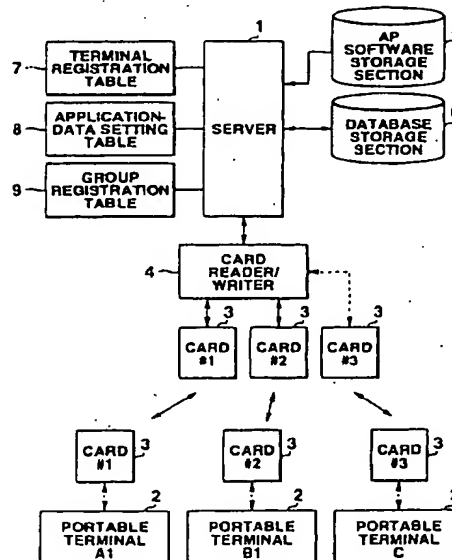 1
7
TERMINAL
REGISTRATION
TABLE
8
APPLICATION-
DATA SETTING
TABLE
9
GROUP
REGISTRATION
TABLE
SERVER
AP
SOFTWARE
STORAGE
SECTION
DATABASE
STORAGE
SECTION
4
CARD
READER/
WRITER
3
CARD
#1
3
CARD
#2
3
CARD
#3
3
CARD
#1
3
CARD
#2
3
CARD
#3
2
PORTABLE
TERMINAL
A1
2
PORTABLE
TERMINAL
B1
PORTABLE
TERMINAL
C